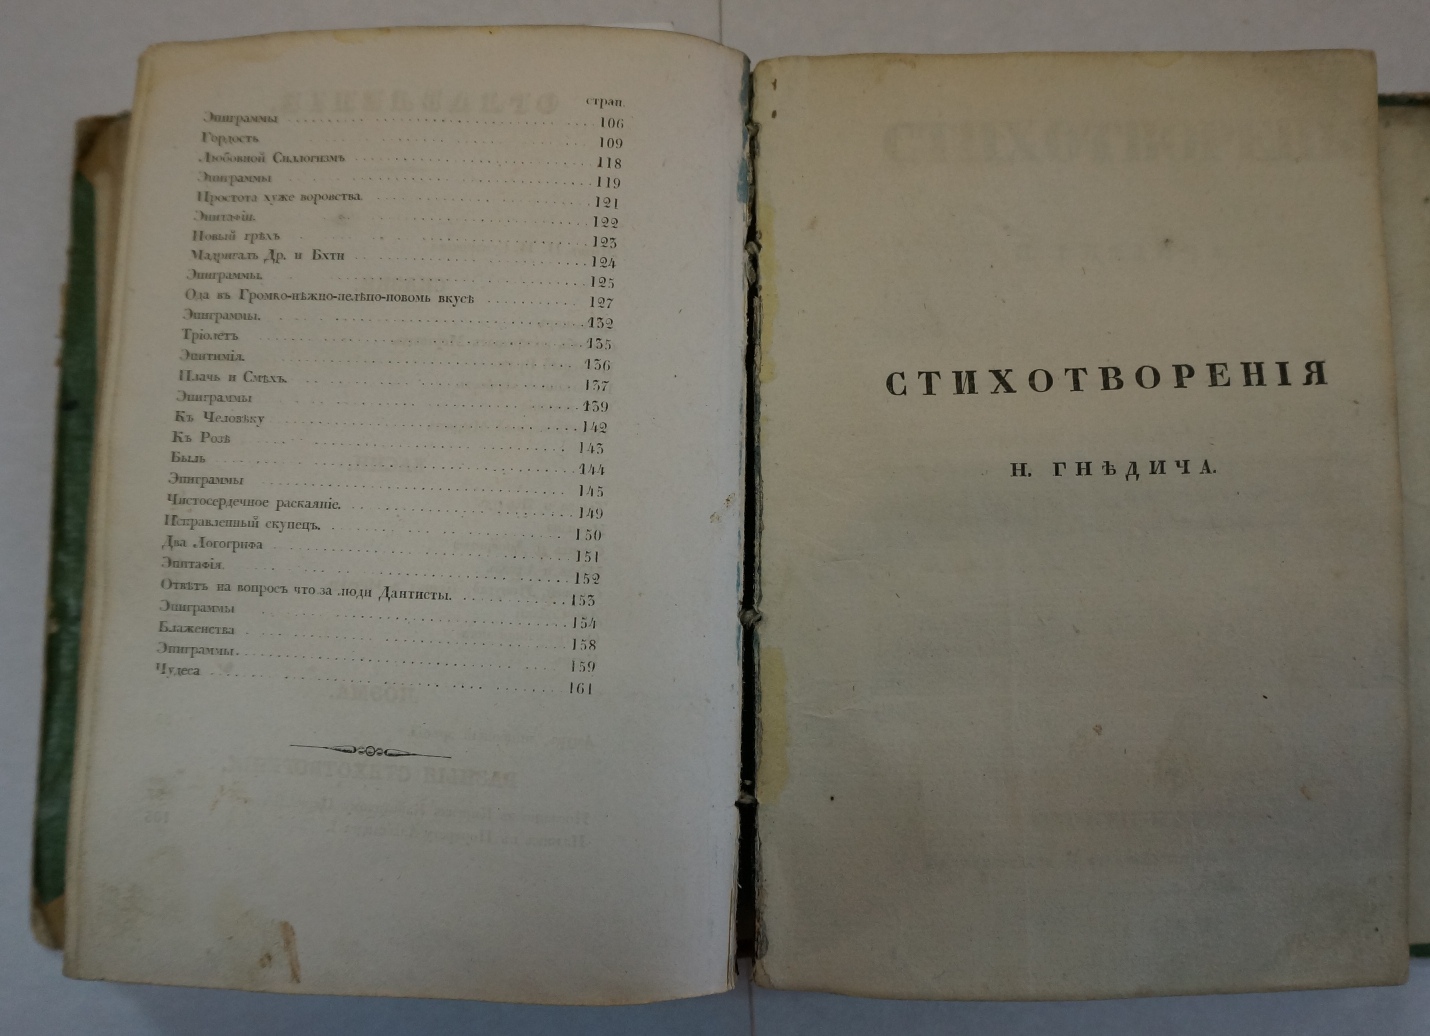 стран.
Эпиграммы . . . . . . . . . . 106
Гордость . . . . . . . . . . 109
Любовной Силлогизмъ . . . . . . . . . . 118
Эпиграммы . . . . . . . . . . 119
Простота хуже воровства. . . . . . . . . . 121
Эпитафіи. . . . . . . . . . 122
Новый грѣхъ . . . . . . . . . . 123
Мадригалъ Др. и Бхти . . . . . . . . . . 124
Эпиграммы. . . . . . . . . . 125
Ода въ Громко-нѣжно-нелѣпо-новомъ вкусѣ . . . . . . . . . . 127
Эпиграммы. . . . . . . . . . 132
Тріолетъ . . . . . . . . . . 135
Эпитимія. . . . . . . . . . 136
Плачь и Смѣхъ. . . . . . . . . . 137
Эпиграммы . . . . . . . . . . 139
Къ Человѣку . . . . . . . . . . 142
Къ Розѣ . . . . . . . . . . 143
Быль . . . . . . . . . . 144
Эпиграммы . . . . . . . . . . 145
Чистосердечное раскаяніе. . . . . . . . . . 149
Исправленный скупецъ. . . . . . . . . . 150
Два Логогрифа . . . . . . . . . . 151
Эпитафія. . . . . . . . . . 152
Отвѣтъ на вопросъ что за люди Дантисты. . . . . . . . . . 153
Эпиграммы . . . . . . . . . . 154
Блаженства . . . . . . . . . . 158
Эпиграммы. . . . . . . . . . 159
Чудеса . . . . . . . . . . 161
СТИХОТВОРЕНІЯ
Н. ГНѢДИЧА.